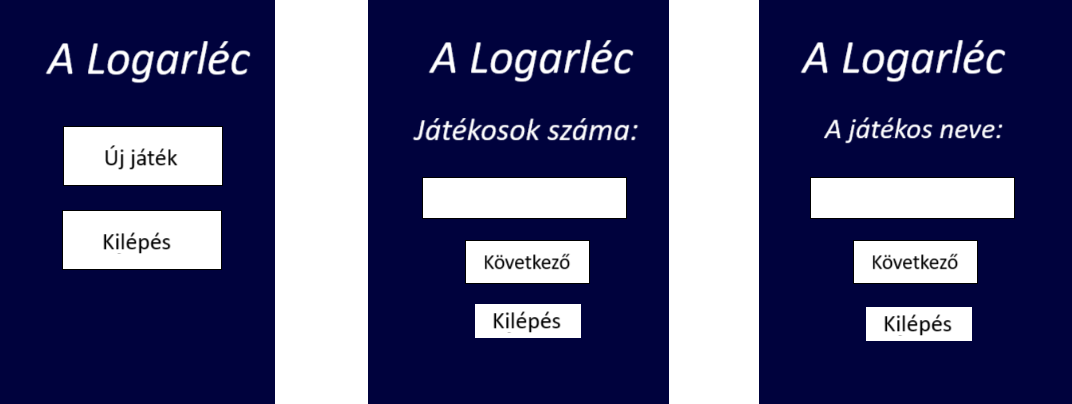 A Logarléc
Új játék
Kilépés
A Logarléc
Játékosok száma:
Következő
Kilépés
A Logarléc
A játékos neve:
Következő
Kilépés